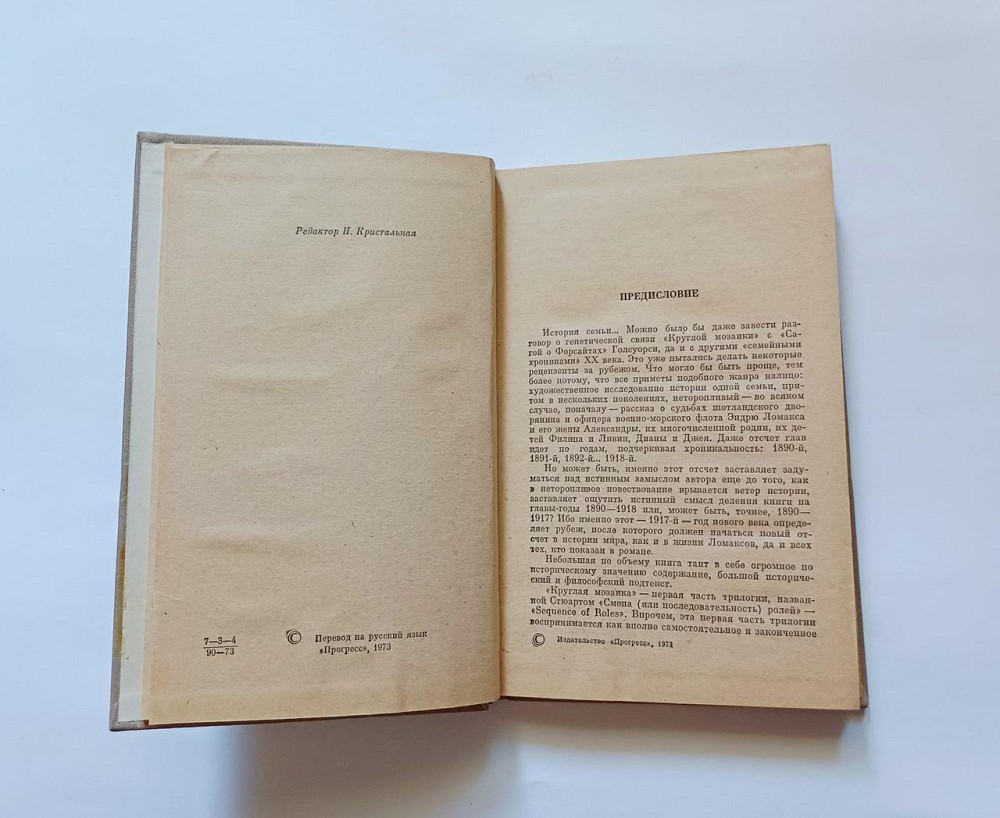 Редактор Н. Кристальная
7—3—4
90—73
© Перевод на русский язык
«Прогресс», 1973
ПРЕДИСЛОВИЕ
История семьи... Можно было бы даже завести раз-
говор о генетической связи «Круглой мозаики» с «Са-
гой о Форсайтах» Голсуорси, да и с другими «семейными
хрониками» XX века. Это уже пытались делать некоторые
рецензенты за рубежом. Что могло бы быть проще, тем
более потому, что все приметы подобного жанра налицо:
художественное исследование истории одной семьи, при-
том в нескольких поколениях, неторопливый — во всяком
случае, поначалу — рассказ о судьбах шотландского дво-
рянина и офицера военно-морского флота Эндрю Ломакса
и его жены Александры, их многочисленной родни, их де-
тей Филипа и Ливии, Дианы и Джея. Даже отсчет глав
идет по годам, подчеркивая хроникальность: 1890-й,
1891-й, 1892-й... 1918-й.
Но может быть, именно этот отсчет заставляет заду-
маться над истинным замыслом автора еще до того, как
в неторопливое повествование врывается ветер истории,
заставляет ощутить истинный смысл деления книги на
главы-годы 1890—1918 или, может быть, точнее, 1890—
1917? Ибо именно этот — 1917-й — год нового века опреде-
ляет рубеж, после которого должен начаться новый от-
счет в истории мира, как и в жизни Ломаксов, да и всех
тех, кто показан в романе.
Небольшая по объему книга таит в себе огромное по
историческому значению содержание, большой историче-
ский и философский подтекст.
«Круглая мозаика» — первая часть трилогии, назван-
ной Стюартом «Смена (или последовательность) ролей» —
«Sequence of Roles». Впрочем, эта первая часть трилогии
воспринимается как вполне самостоятельное и законченное
© Издательство «Прогресс», 1973